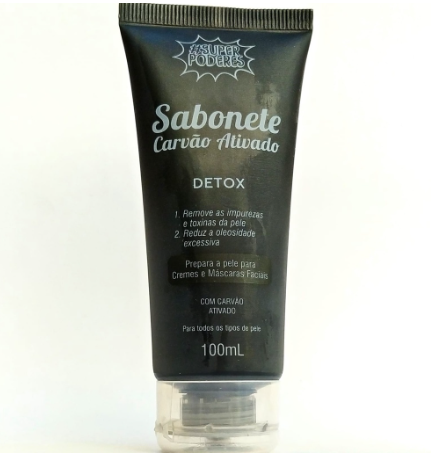 #SUPER
PODERES
Sabonete
Carvão Ativado
DETOX
1. Remove as impurezas
e toxinas da pele
2. Reduz a oleosidade
excessiva
Prepara a pele para
Cremes e Máscaras Faciais
COM CARVÃO
ATIVADO
Para todos os tipos de pele
100mL